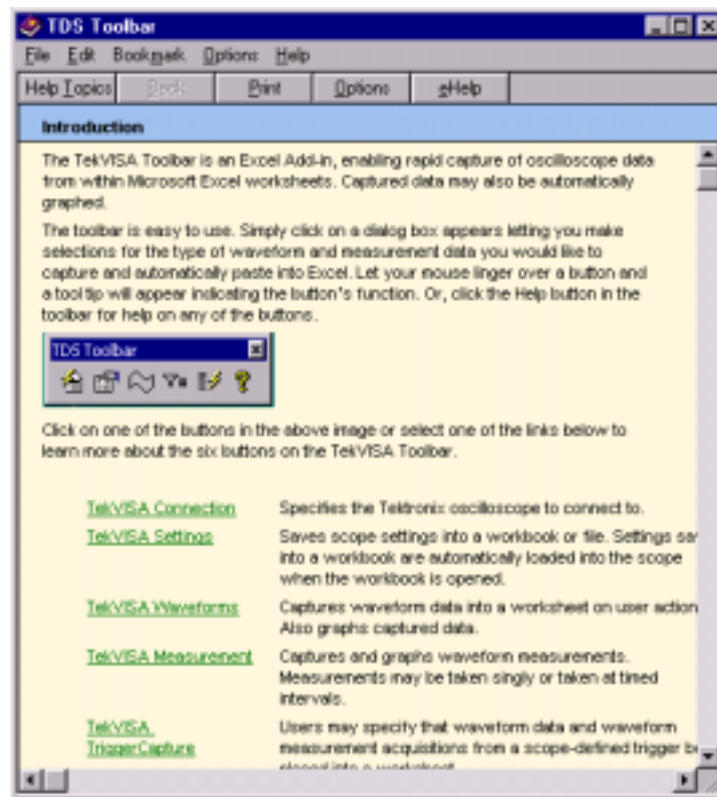 TDS Toolbar
File Edit Bookmark Options Help
Help Topics Back Print Options eHelp
Introduction
The TekVISA Toolbar is an Excel Add-in, enabling rapid capture of oscilloscope data
from within Microsoft Excel worksheets. Captured data may also be automatically
graphed.
The toolbar is easy to use. Simply click on a dialog box appears letting you make
selections for the type of waveform and measurement data you would like to
capture and automatically paste into Excel. Let your mouse linger over a button and
a tool tip will appear indicating the button's function. Or, click the Help button in the
toolbar for help on any of the buttons.
TDS Toolbar
Click on one of the buttons in the above image or select one of the links below to
learn more about the six buttons on the TekVISA Toolbar.
TekVISA Connection Specifies the Tektronix oscilloscope to connect to.
TekVISA Settings Saves scope settings into a workbook or file. Settings sav
into a workbook are automatically loaded into the scope
when the workbook is opened.
TekVISA Waveforms Captures waveform data into a worksheet on user action
Also graphs captured data.
TekVISA Measurement Captures and graphs waveform measurements.
Measurements may be taken singly or taken at timed
intervals.
TekVISA Users may specify that waveform data and waveform
TriggerCapture measurement acquisitions from a scope-defined trigger be
placed into a worksheet